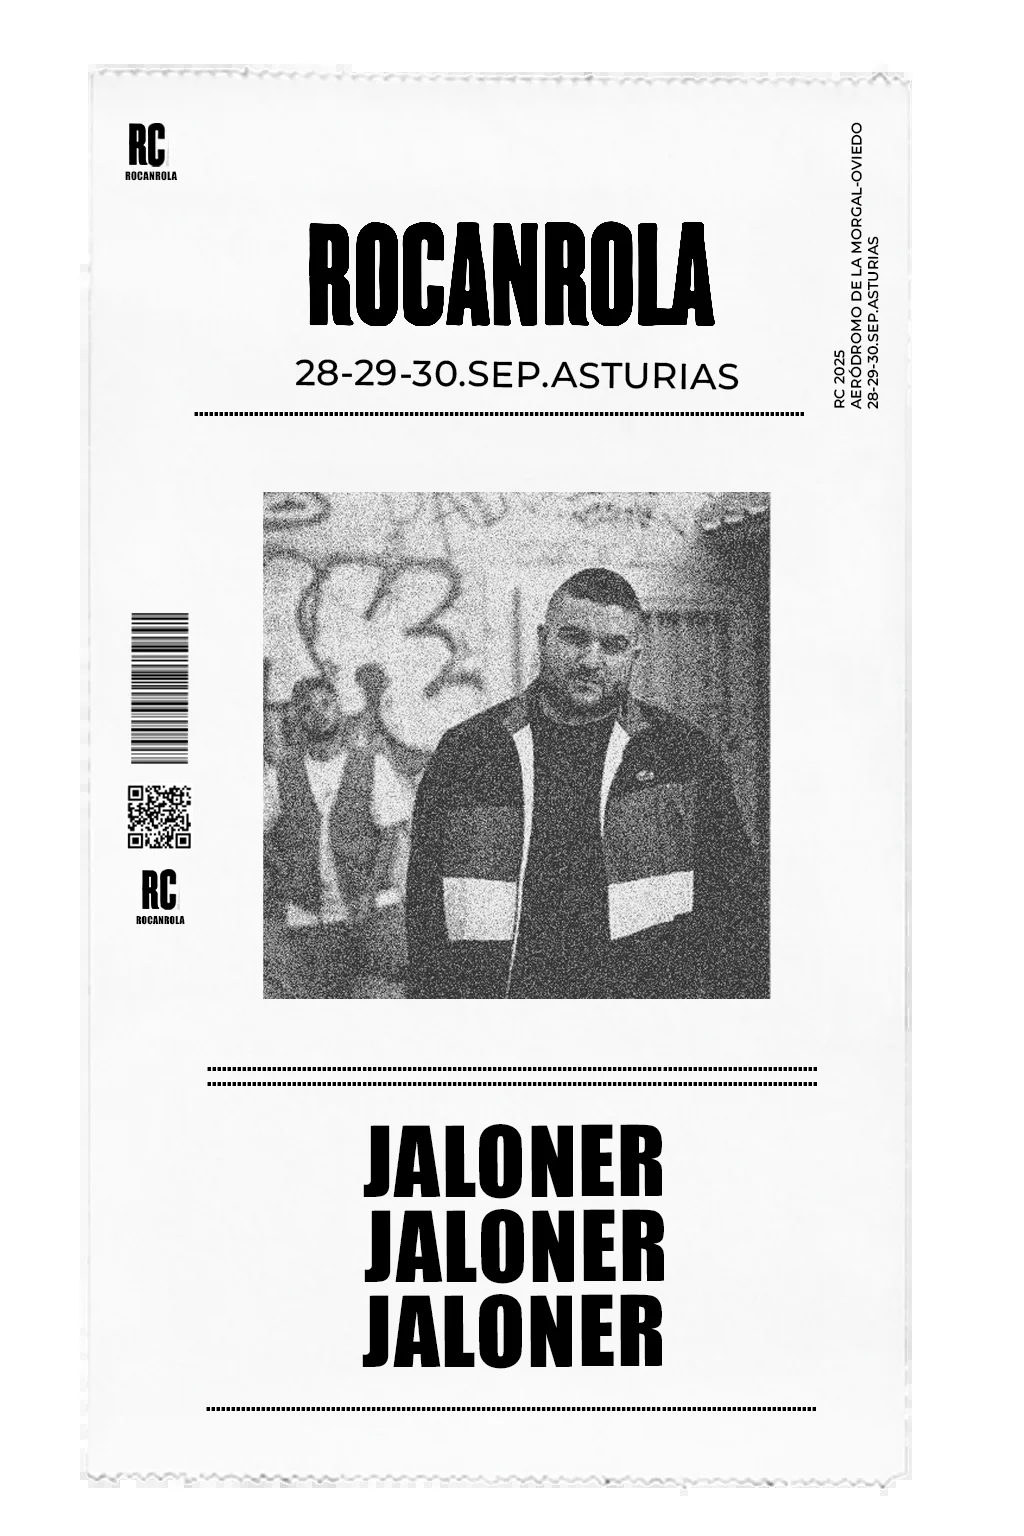 RC
ROCANROLA
RC 2025
AERÓDROMO DE LA MORGAL-OVIEDO
28-29-30.SEP.ASTURIAS
ROCANROLA
28-29-30.SEP.ASTURIAS
RC
ROCANROLA
JALONER
JALONER
JALONER